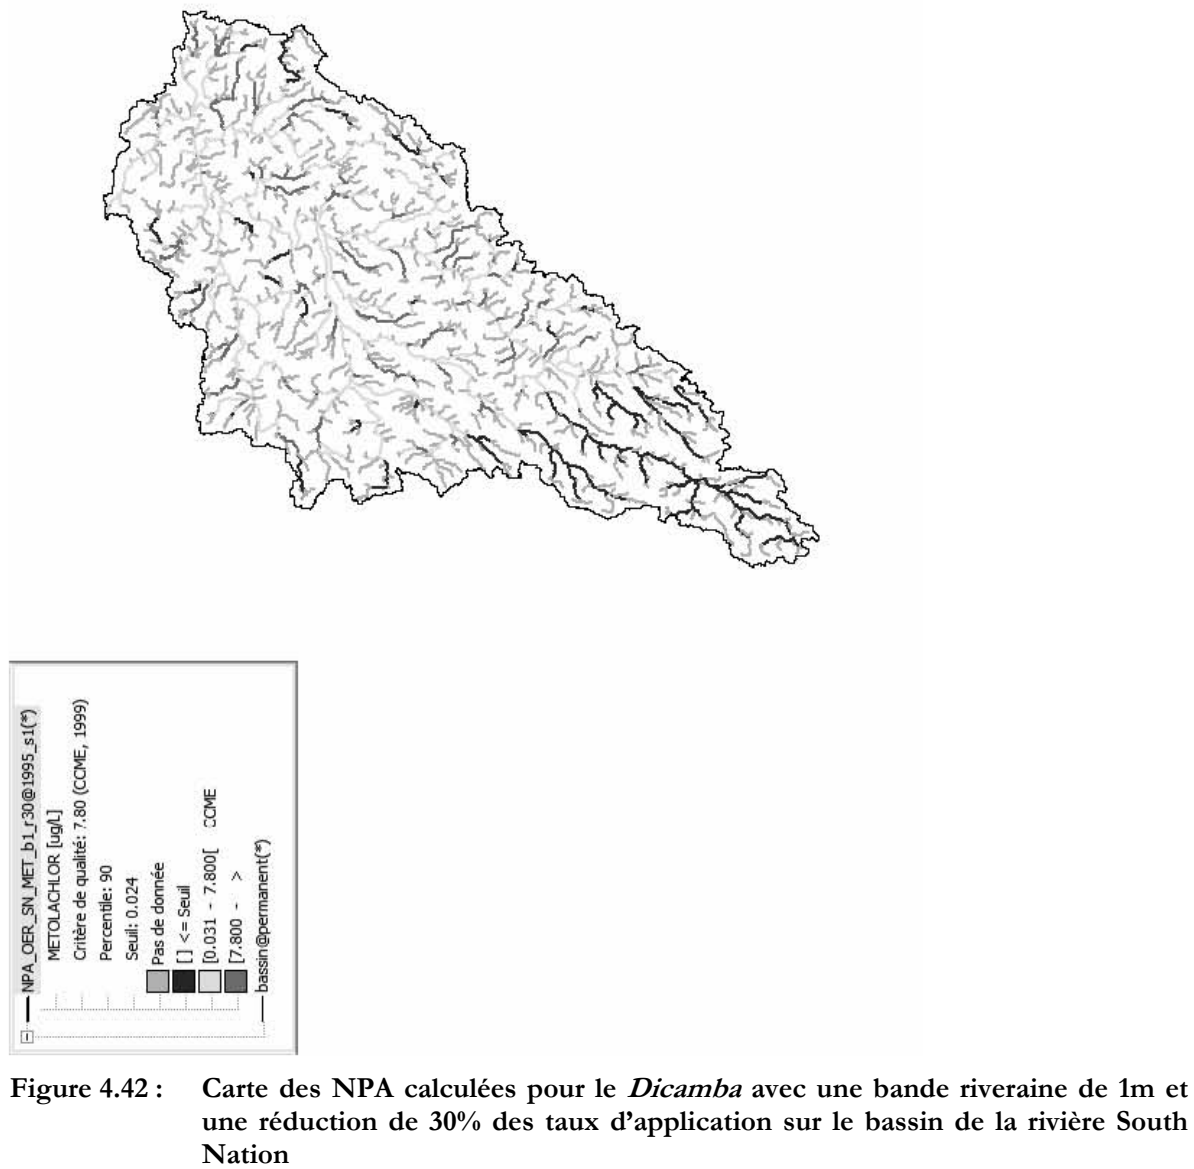 NPA_OER_SN_MET_b1_r30@1995_s1(*)
METOLACHLOR [ug/L]
Critère de qualité: 7.80 (CCME, 1999)
Percentile: 90
Seuil: 0.024
Pas de donnée
[] <= Seuil
[0.031 - 7.800[ CCME
[7.800 - >
bassin@permanent(*)
Figure 4.42 : Carte des NPA calculées pour le Dicamba avec une bande riveraine de 1m et
une réduction de 30% des taux d’application sur le bassin de la rivière South
Nation